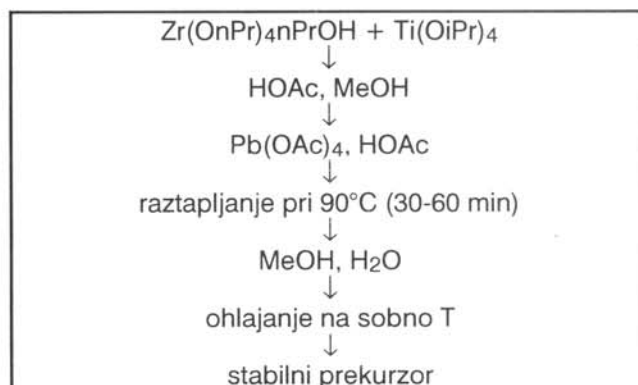 Zr(OnPr)4nPrOH + Ti(OiPr)4
↓
HOAc, MeOH
↓
Pb(OAc)4, HOAc
↓
raztapljanje pri 90°C (30-60 min)
↓
MeOH, H2O
↓
ohlajanje na sobno T
↓
stabilni prekurzor